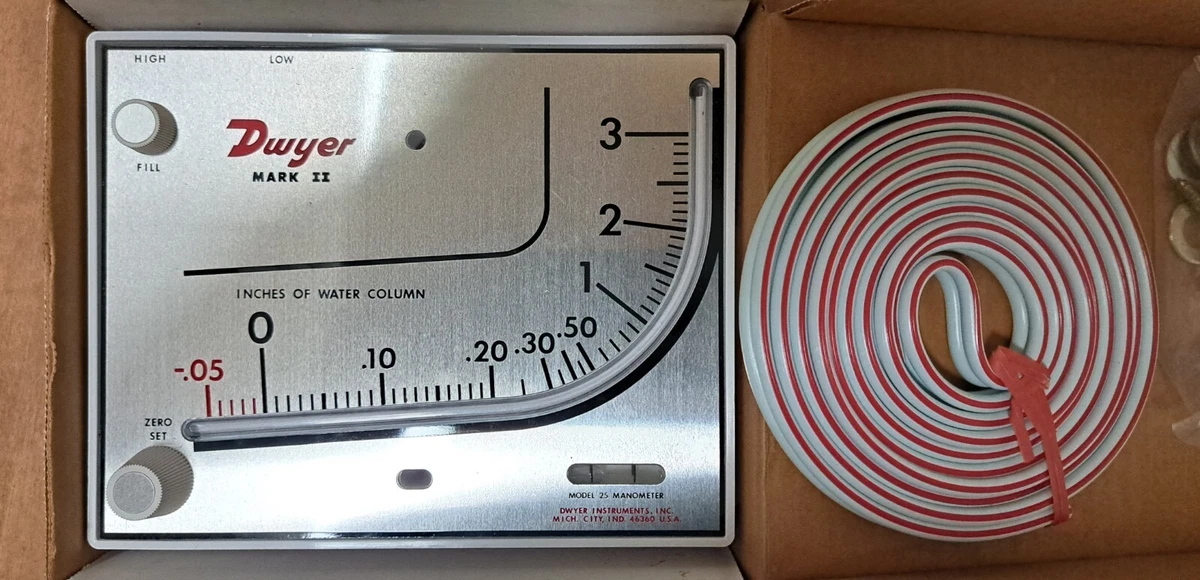 HIGH LOW
Dwyer
MARK II
FILL
3
2
1
INCHES OF WATER COLUMN
0
-.05 .10 .20 .30 .50
ZERO
SET
MODEL 25 MANOMETER
DWYER INSTRUMENTS, INC.
MICH. CITY, IND. 46360 U.S.A.